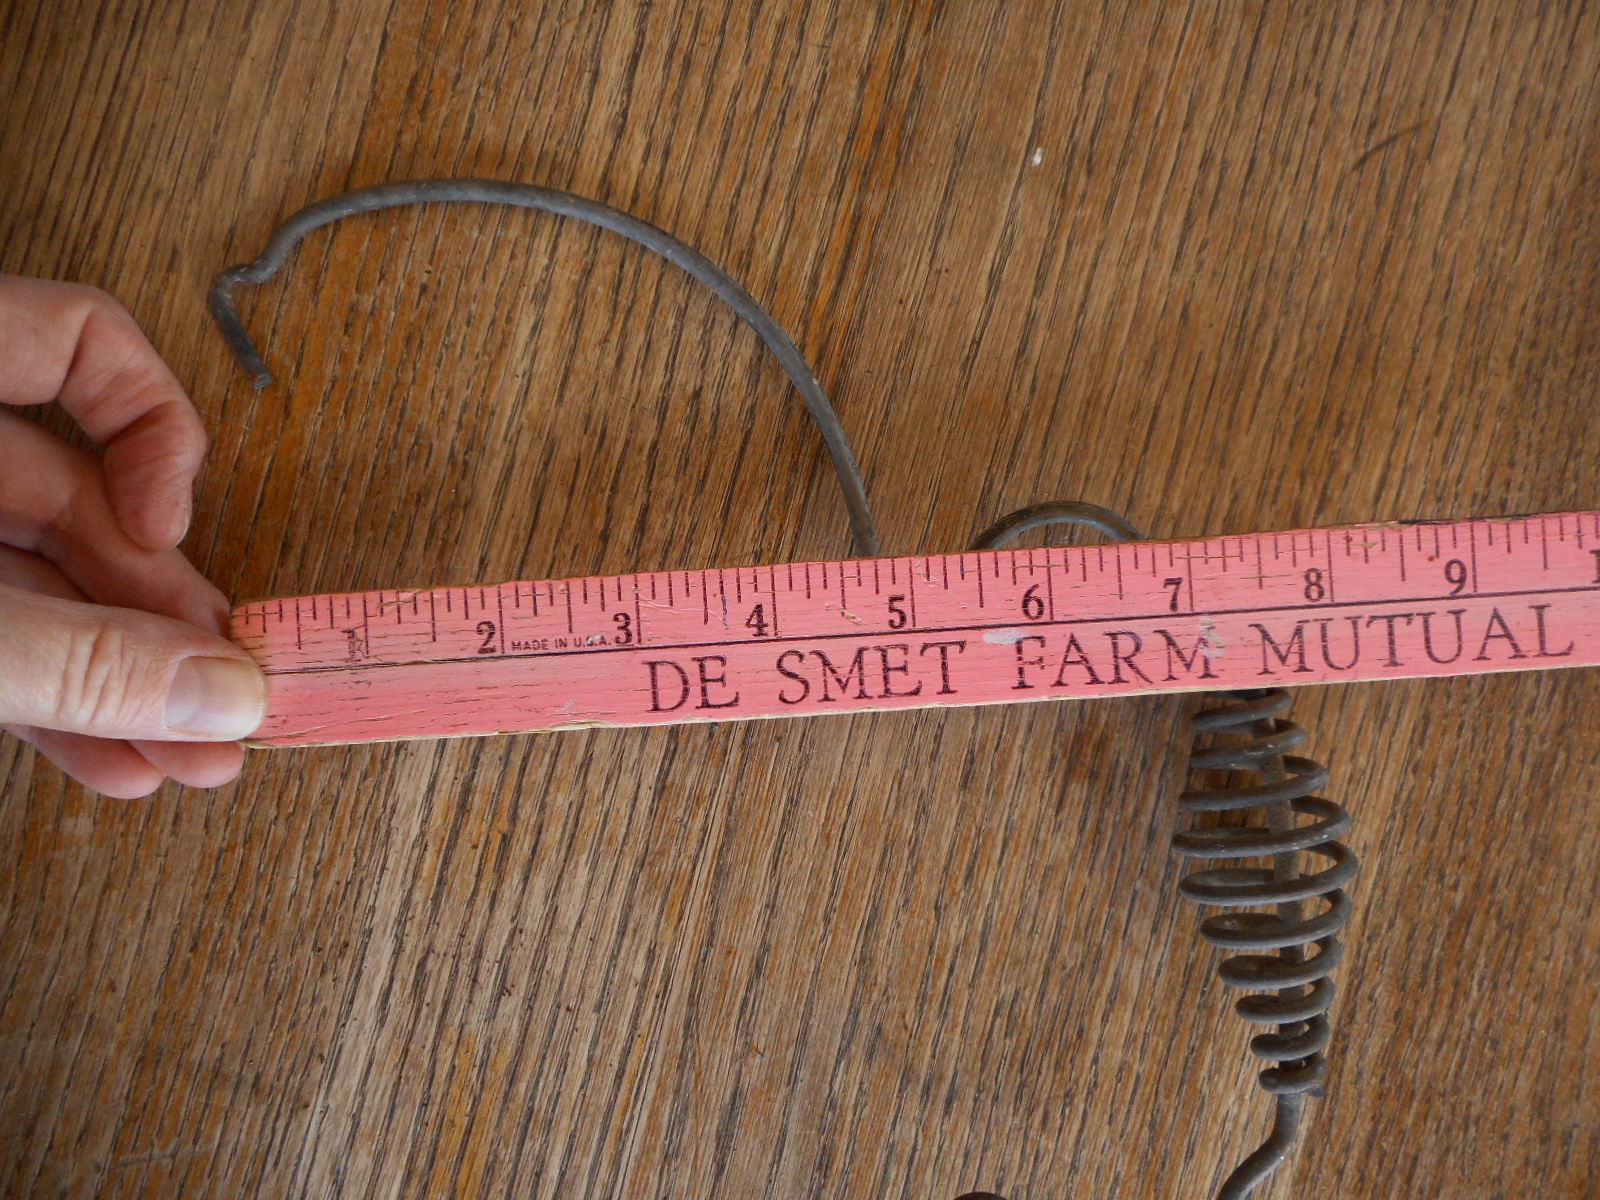 1 2 3 4 5 6 7 8 9
MADE IN U.S.A.
DE SMET FARM MUTUAL